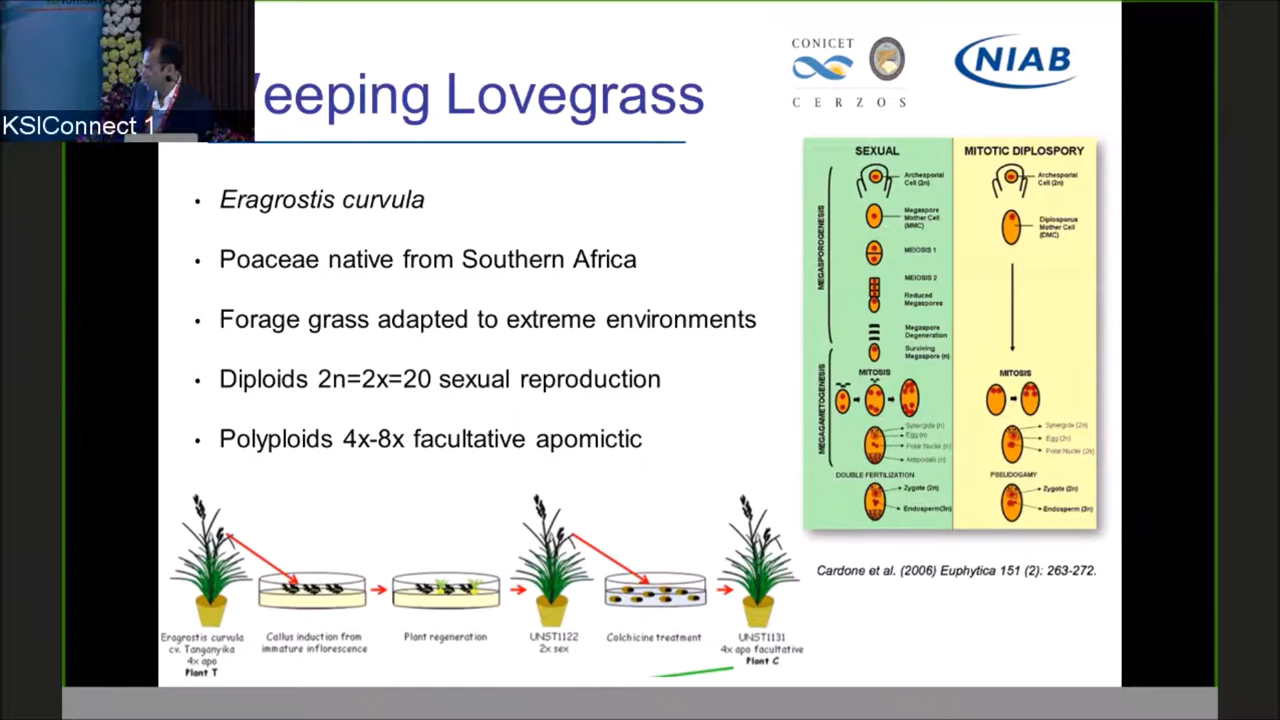 KSIConnect 1
Weeping Lovegrass
CONICET
CERZOS
NIAB
• Eragrostis curvula
• Poaceae native from Southern Africa
• Forage grass adapted to extreme environments
• Diploids 2n=2x=20 sexual reproduction
• Polyploids 4x-8x facultative apomictic
SEXUAL
MEGASPOROGENESIS
Archesporial
Cell (2n)
Megaspore
Mother Cell
(MMC)
MEIOSIS 1
MEIOSIS 2
Reduced
Megaspores
Megaspore
Degeneration
Surviving
Megaspore (n)
MEGAGAMETOGENESIS
MITOSIS
Synergids (n)
Egg (n)
Polar Nuclei (n)
Antipodals (n)
DOUBLE FERTILIZATION
Zygote (2n)
Endosperm(3n)
MITOTIC DIPLOSPORY
Archesporial
Cell (2n)
Diplosporus
Mother Cell
(DMC)
MITOSIS
Synergids (2n)
Egg (2n)
Polar Nuclei (2n)
PSEUDOGAMY
Zygote (2n)
Endosperm (3n)
Cardone et al. (2006) Euphytica 151 (2): 263-272.
Eragrostis curvula
cv. Tanganyika
4x apo
Plant T
Callus induction from
immature inflorescence
Plant regeneration
UNST1122
2x sex
Colchicine treatment
UNST1131
4x apo facultative
Plant C